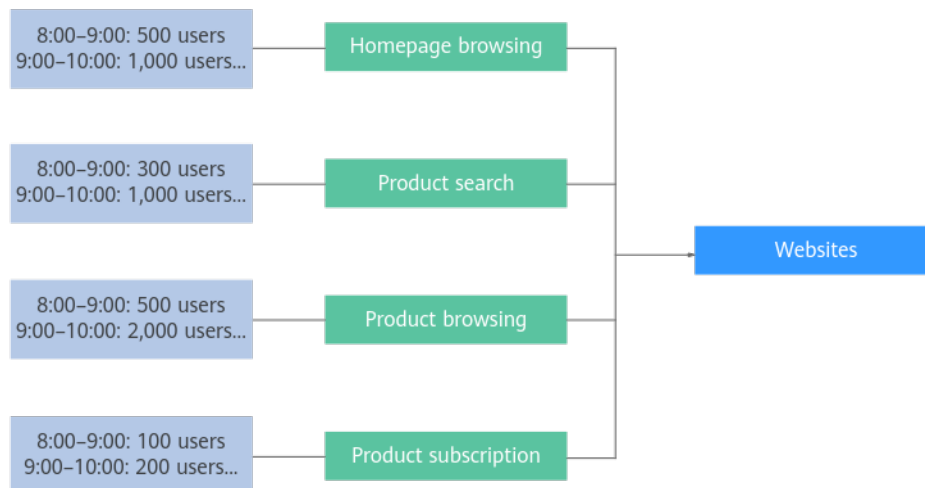 8:00–9:00: 500 users
9:00–10:00: 1,000 users...
Homepage browsing
8:00–9:00: 300 users
9:00–10:00: 1,000 users...
Product search
Websites
8:00–9:00: 500 users
9:00–10:00: 2,000 users...
Product browsing
8:00–9:00: 100 users
9:00–10:00: 200 users...
Product subscription